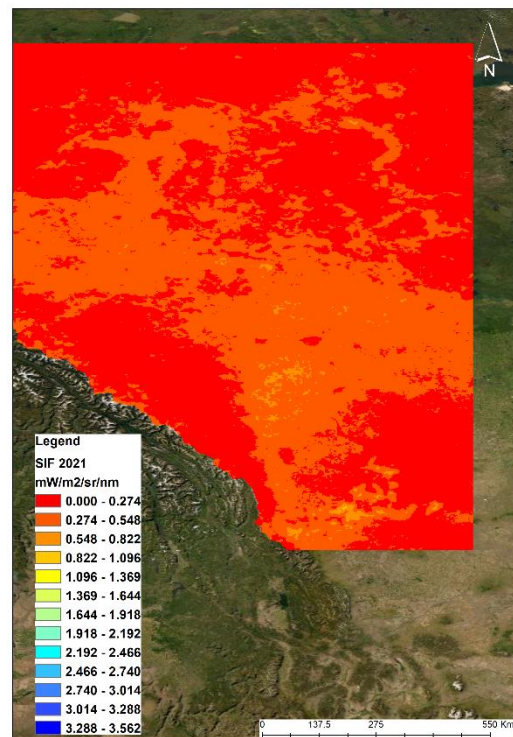 N
Legend
SIF 2021
mW/m2/sr/nm
0.000 - 0.274
0.274 - 0.548
0.548 - 0.822
0.822 - 1.096
1.096 - 1.369
1.369 - 1.644
1.644 - 1.918
1.918 - 2.192
2.192 - 2.466
2.466 - 2.740
2.740 - 3.014
3.014 - 3.288
3.288 - 3.562
0 137.5 275 550 Km